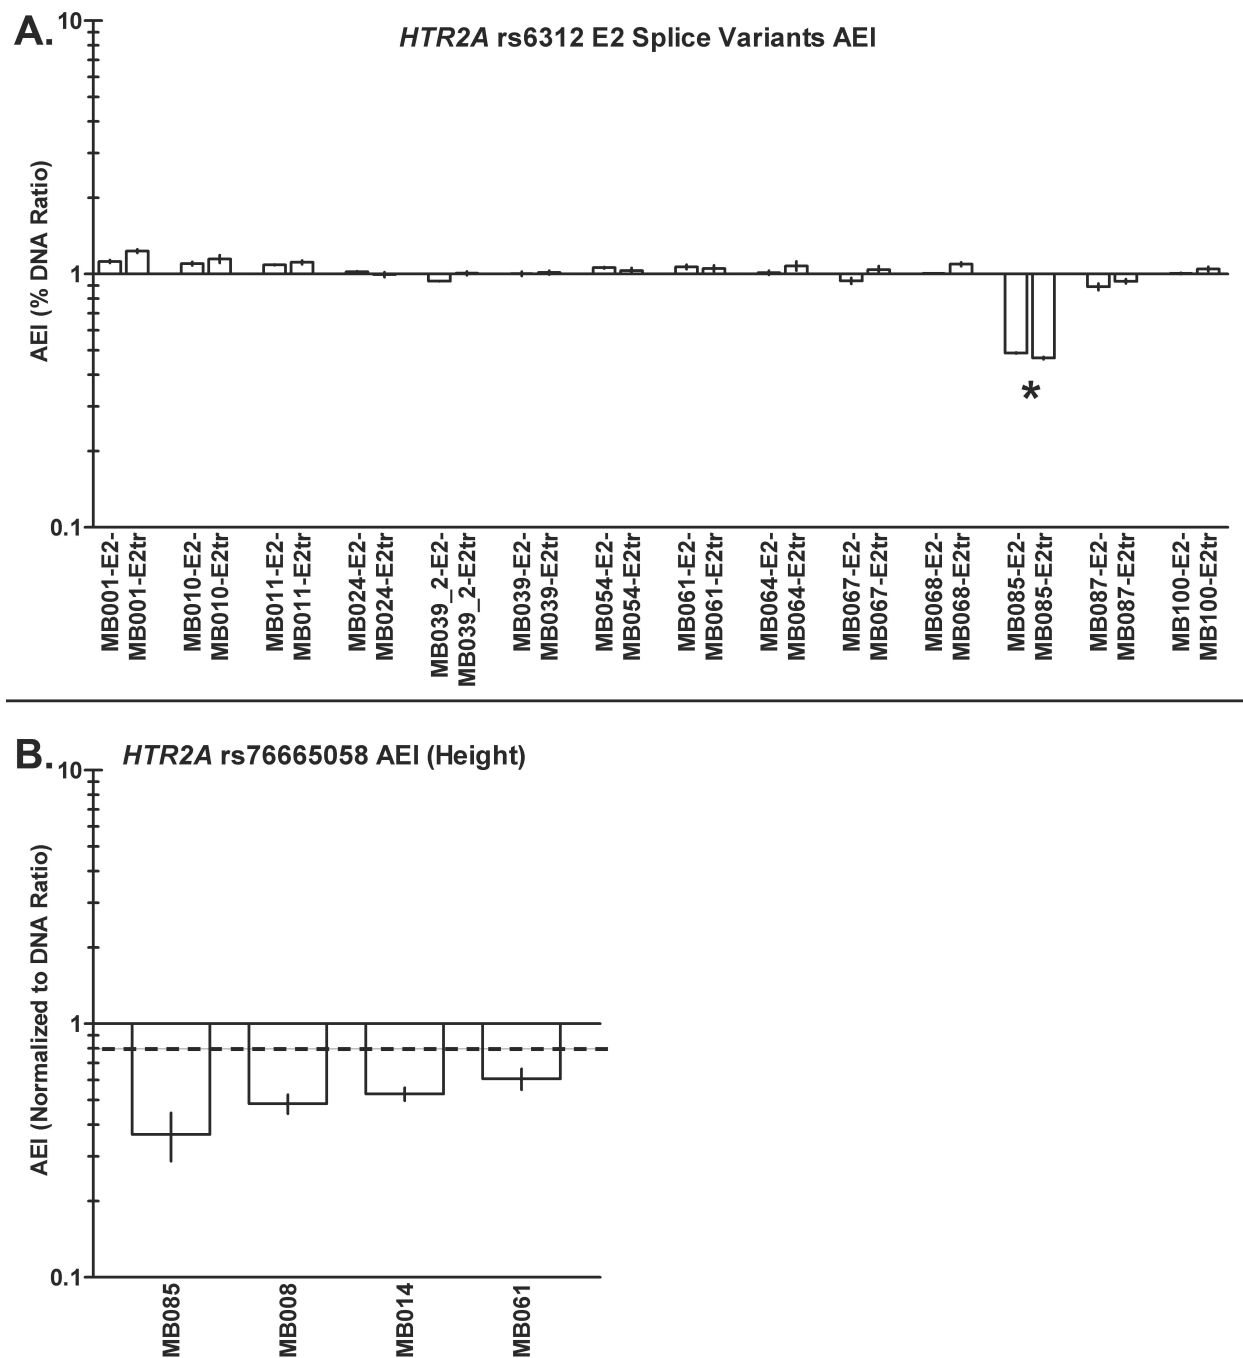 A.
HTR2A rs6312 E2 Splice Variants AEI
AEI (% DNA Ratio)
10
1
0.1
MB001-E2-
MB001-E2tr
MB010-E2-
MB010-E2tr
MB011-E2-
MB011-E2tr
MB024-E2-
MB024-E2tr
MB039_2-E2-
MB039_2-E2tr
MB039-E2-
MB039-E2tr
MB054-E2-
MB054-E2tr
MB061-E2-
MB061-E2tr
MB064-E2-
MB064-E2tr
MB067-E2-
MB067-E2tr
MB068-E2-
MB068-E2tr
MB085-E2-
MB085-E2tr
MB087-E2-
MB087-E2tr
MB100-E2-
MB100-E2tr
*
B.
HTR2A rs76665058 AEI (Height)
AEI (Normalized to DNA Ratio)
10
1
0.1
MB085
MB008
MB014
MB061